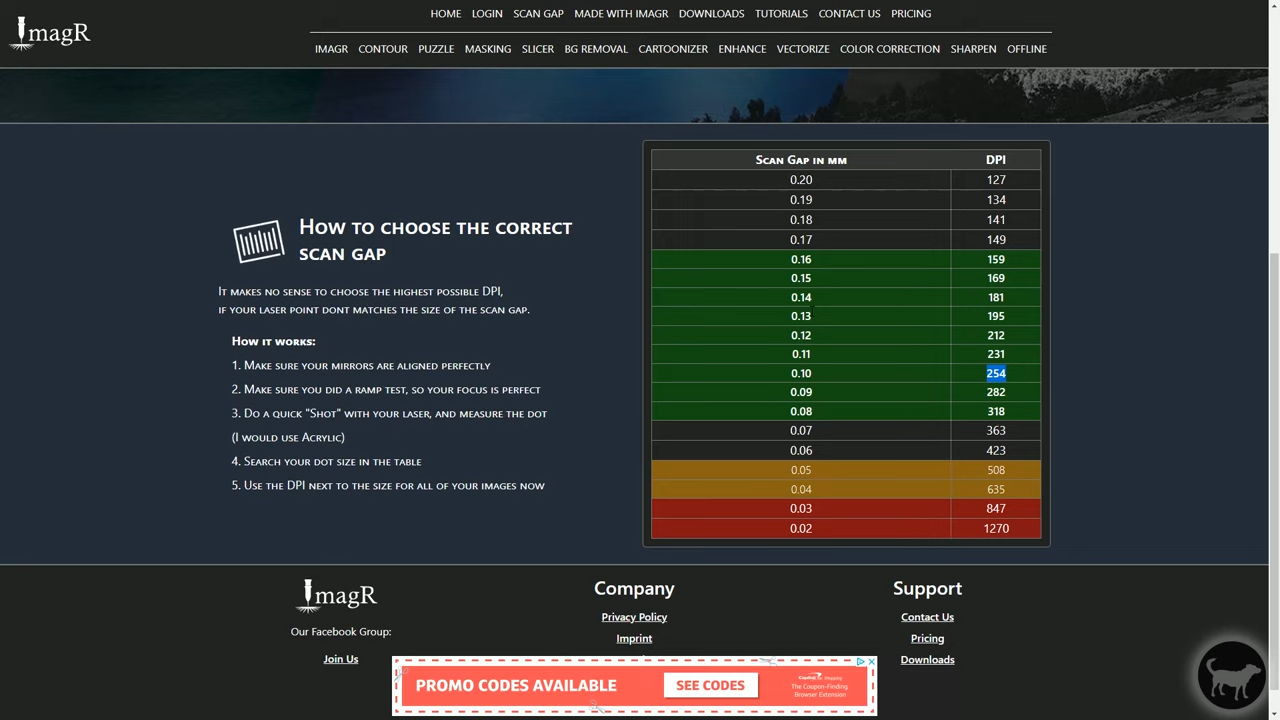 ImagR
HOME LOGIN SCAN GAP MADE WITH IMAGR DOWNLOADS TUTORIALS CONTACT US PRICING
IMAGR CONTOUR PUZZLE MASKING SLICER BG REMOVAL CARTOONIZER ENHANCE VECTORIZE COLOR CORRECTION SHARPEN OFFLINE
How to choose the correct
scan gap
It makes no sense to choose the highest possible DPI,
if your laser point dont matches the size of the scan gap.
How it works:
1. Make sure your mirrors are aligned perfectly
2. Make sure you did a ramp test, so your focus is perfect
3. Do a quick "Shot" with your laser, and measure the dot
(I would use Acrylic)
4. Search your dot size in the table
5. Use the DPI next to the size for all of your images now
Scan Gap in mm DPI
0.20 127
0.19 134
0.18 141
0.17 149
0.16 159
0.15 169
0.14 181
0.13 195
0.12 212
0.11 231
0.10 254
0.09 282
0.08 318
0.07 363
0.06 423
0.05 508
0.04 635
0.03 847
0.02 1270
ImagR
Our Facebook Group:
Join Us
Company
Privacy Policy
Imprint
Support
Contact Us
Pricing
Downloads
PROMO CODES AVAILABLE
SEE CODES
Capital One Shopping
The Coupon-Finding
Browser Extension